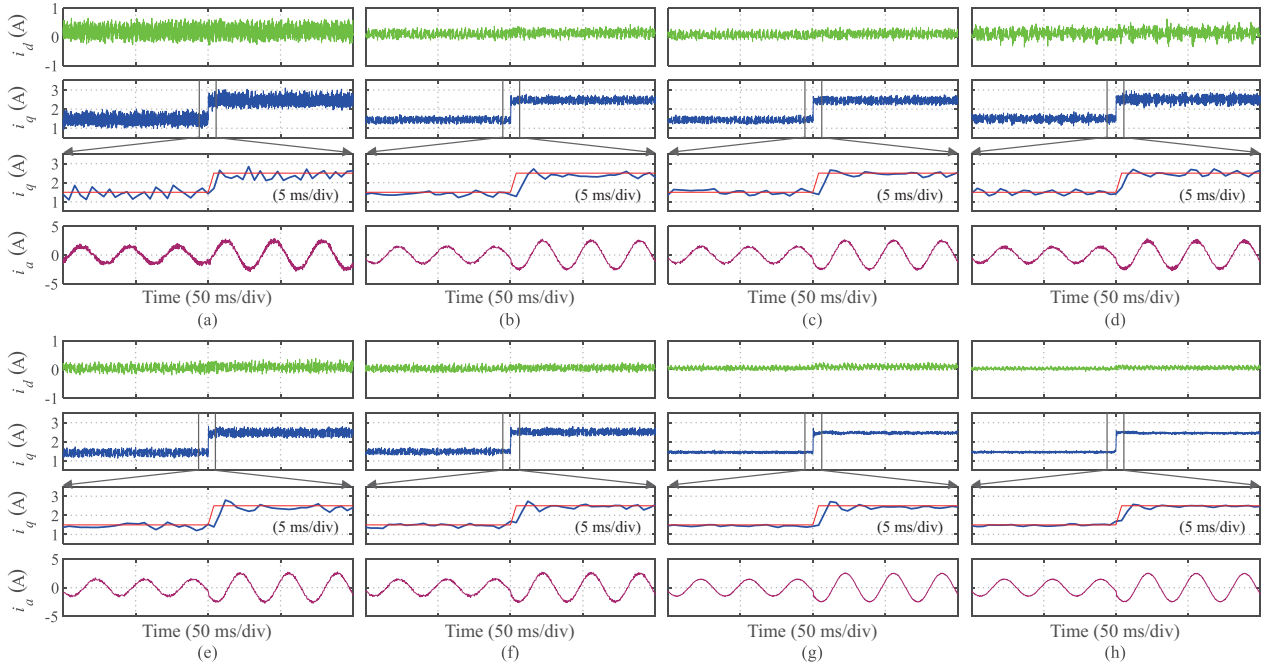 i_d (A)
1
0
-1
i_q (A)
3
2
1
i_q (A)
3
2
1
(5 ms/div)
(5 ms/div)
(5 ms/div)
(5 ms/div)
i_a (A)
5
0
-5
Time (50 ms/div)
Time (50 ms/div)
Time (50 ms/div)
Time (50 ms/div)
(a)
(b)
(c)
(d)
i_d (A)
1
0
-1
i_q (A)
3
2
1
i_q (A)
3
2
1
(5 ms/div)
(5 ms/div)
(5 ms/div)
(5 ms/div)
i_a (A)
5
0
-5
Time (50 ms/div)
Time (50 ms/div)
Time (50 ms/div)
Time (50 ms/div)
(e)
(f)
(g)
(h)